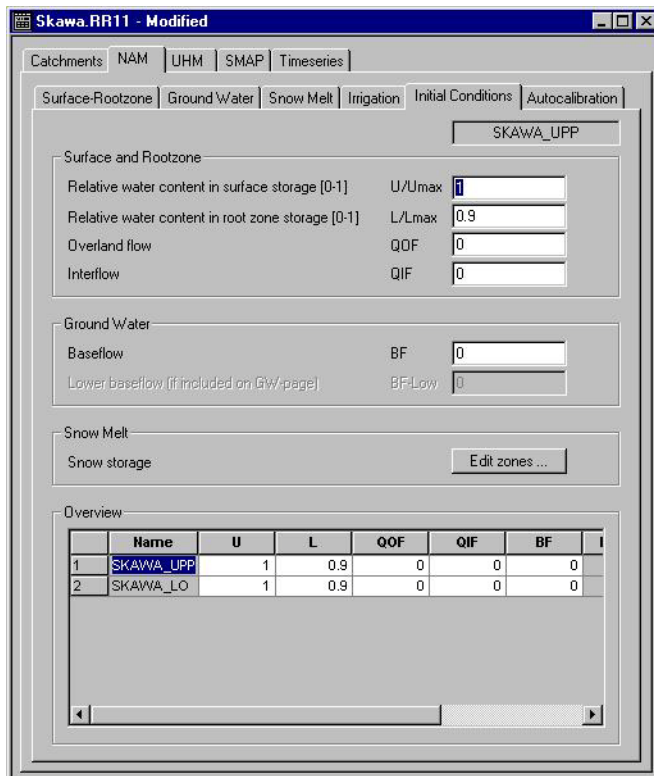 Skawa.RR11 - Modified
Catchments NAM UHM SMAP Timeseries
Surface-Rootzone Ground Water Snow Melt Irrigation Initial Conditions Autocalibration
SKAWA_UPP
Surface and Rootzone
Relative water content in surface storage [0-1] U/Umax 1
Relative water content in root zone storage [0-1] L/Lmax 0.9
Overland flow QOF 0
Interflow QIF 0
Ground Water
Baseflow BF 0
Lower baseflow (if included on GW-page) BF-Low 0
Snow Melt
Snow storage Edit zones ...
Overview
Name U L QOF QIF BF
1 SKAWA_UPP 1 0.9 0 0 0
2 SKAWA_LO 1 0.9 0 0 0